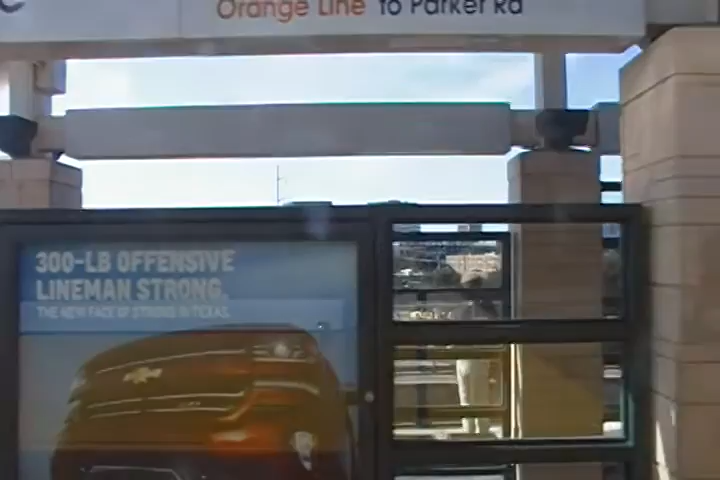 Orange Line to Parker Rd
300-LB OFFENSIVE
LINEMAN STRONG.
THE NEW FACE OF STRONG IN TEXAS.